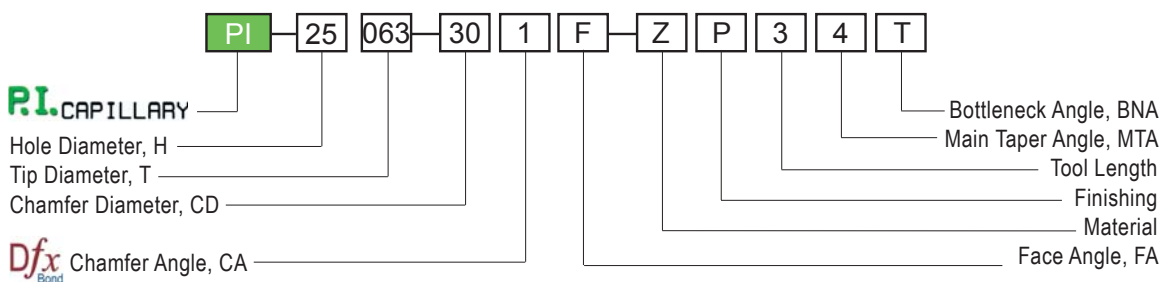 PI 25 063 30 1 F Z P 3 4 T
P.I. CAPILLARY
Hole Diameter, H
Tip Diameter, T
Chamfer Diameter, CD
Dfx Bond Chamfer Angle, CA
Bottleneck Angle, BNA
Main Taper Angle, MTA
Tool Length
Finishing
Material
Face Angle, FA